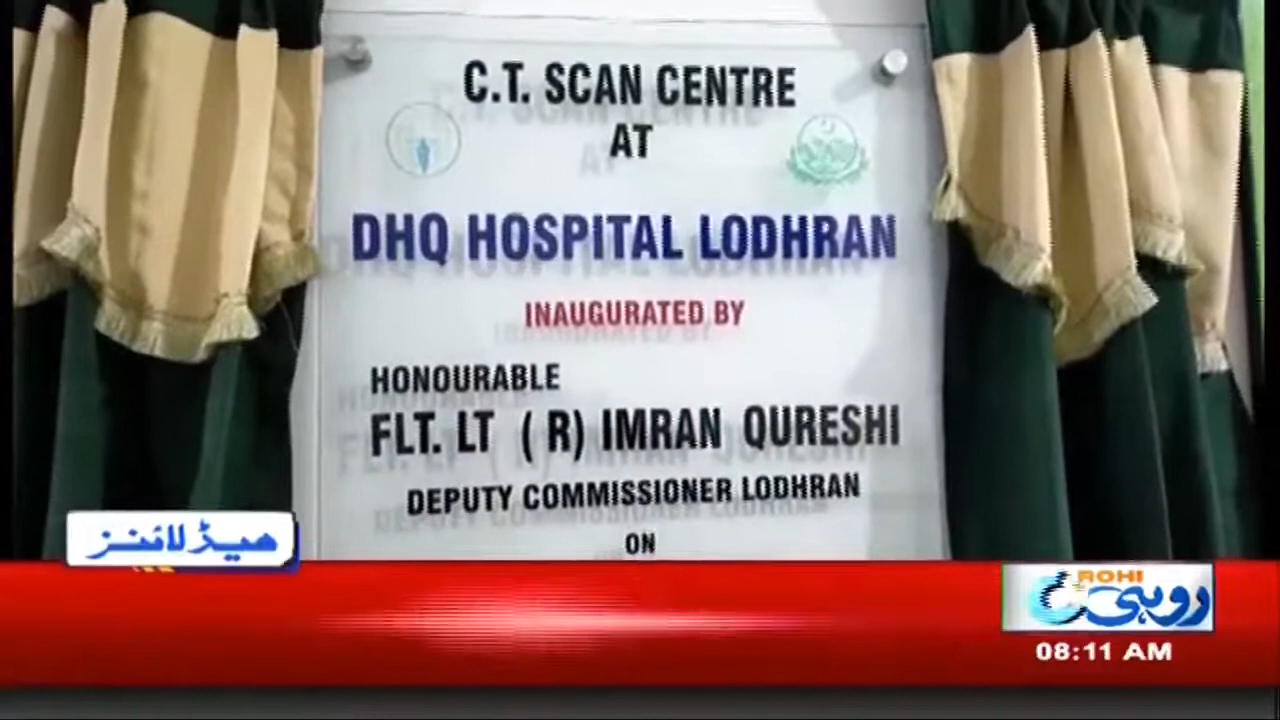 C.T. SCAN CENTRE
AT
DHQ HOSPITAL LODHRAN
INAUGURATED BY
HONOURABLE
FLT. LT ( R) IMRAN QURESHI
DEPUTY COMMISSIONER LODHRAN
ON
ہیڈلائنز
ROHI
روہی
08:11 AM